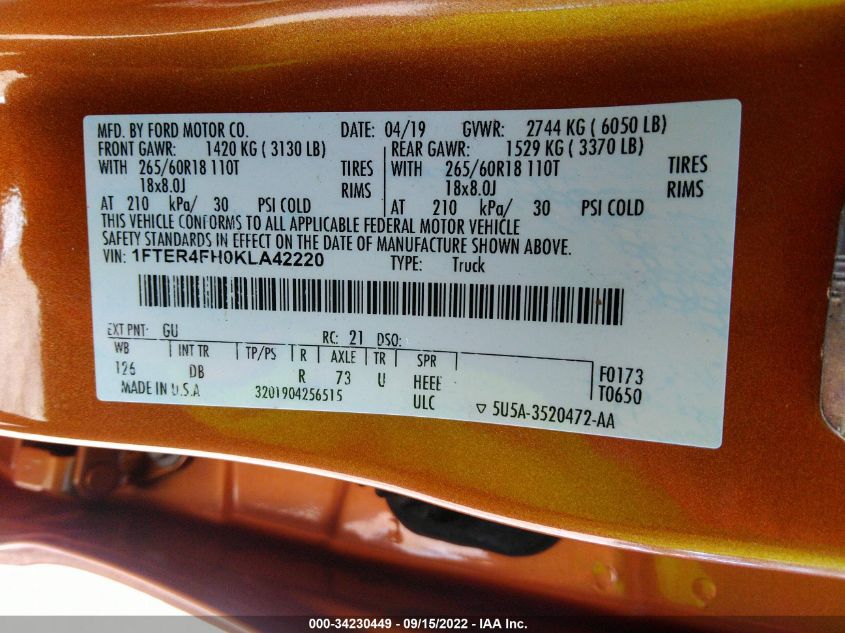 MFD. BY FORD MOTOR CO. DATE: 04/19 GVWR: 2744 KG ( 6050 LB)
FRONT GAWR: 1420 KG ( 3130 LB) REAR GAWR: 1529 KG ( 3370 LB)
WITH 265/60R18 110T TIRES WITH 265/60R18 110T TIRES
18x8.0J RIMS 18x8.0J RIMS
AT 210 kPa/ 30 PSI COLD AT 210 kPa/ 30 PSI COLD
THIS VEHICLE CONFORMS TO ALL APPLICABLE FEDERAL MOTOR VEHICLE
SAFETY STANDARDS IN EFFECT ON THE DATE OF MANUFACTURE SHOWN ABOVE.
VIN: 1FTER4FH0KLA42220 TYPE: Truck
EXT PNT: GU RC: 21 DSO:
WB INT TR TP/PS R AXLE TR SPR
126 DB R 73 U HEEE F0173
MADE IN U.S.A 3201904256515 ULC T0650
▽ 5U5A-3520472-AA
000-34230449 - 09/15/2022 - IAA Inc.